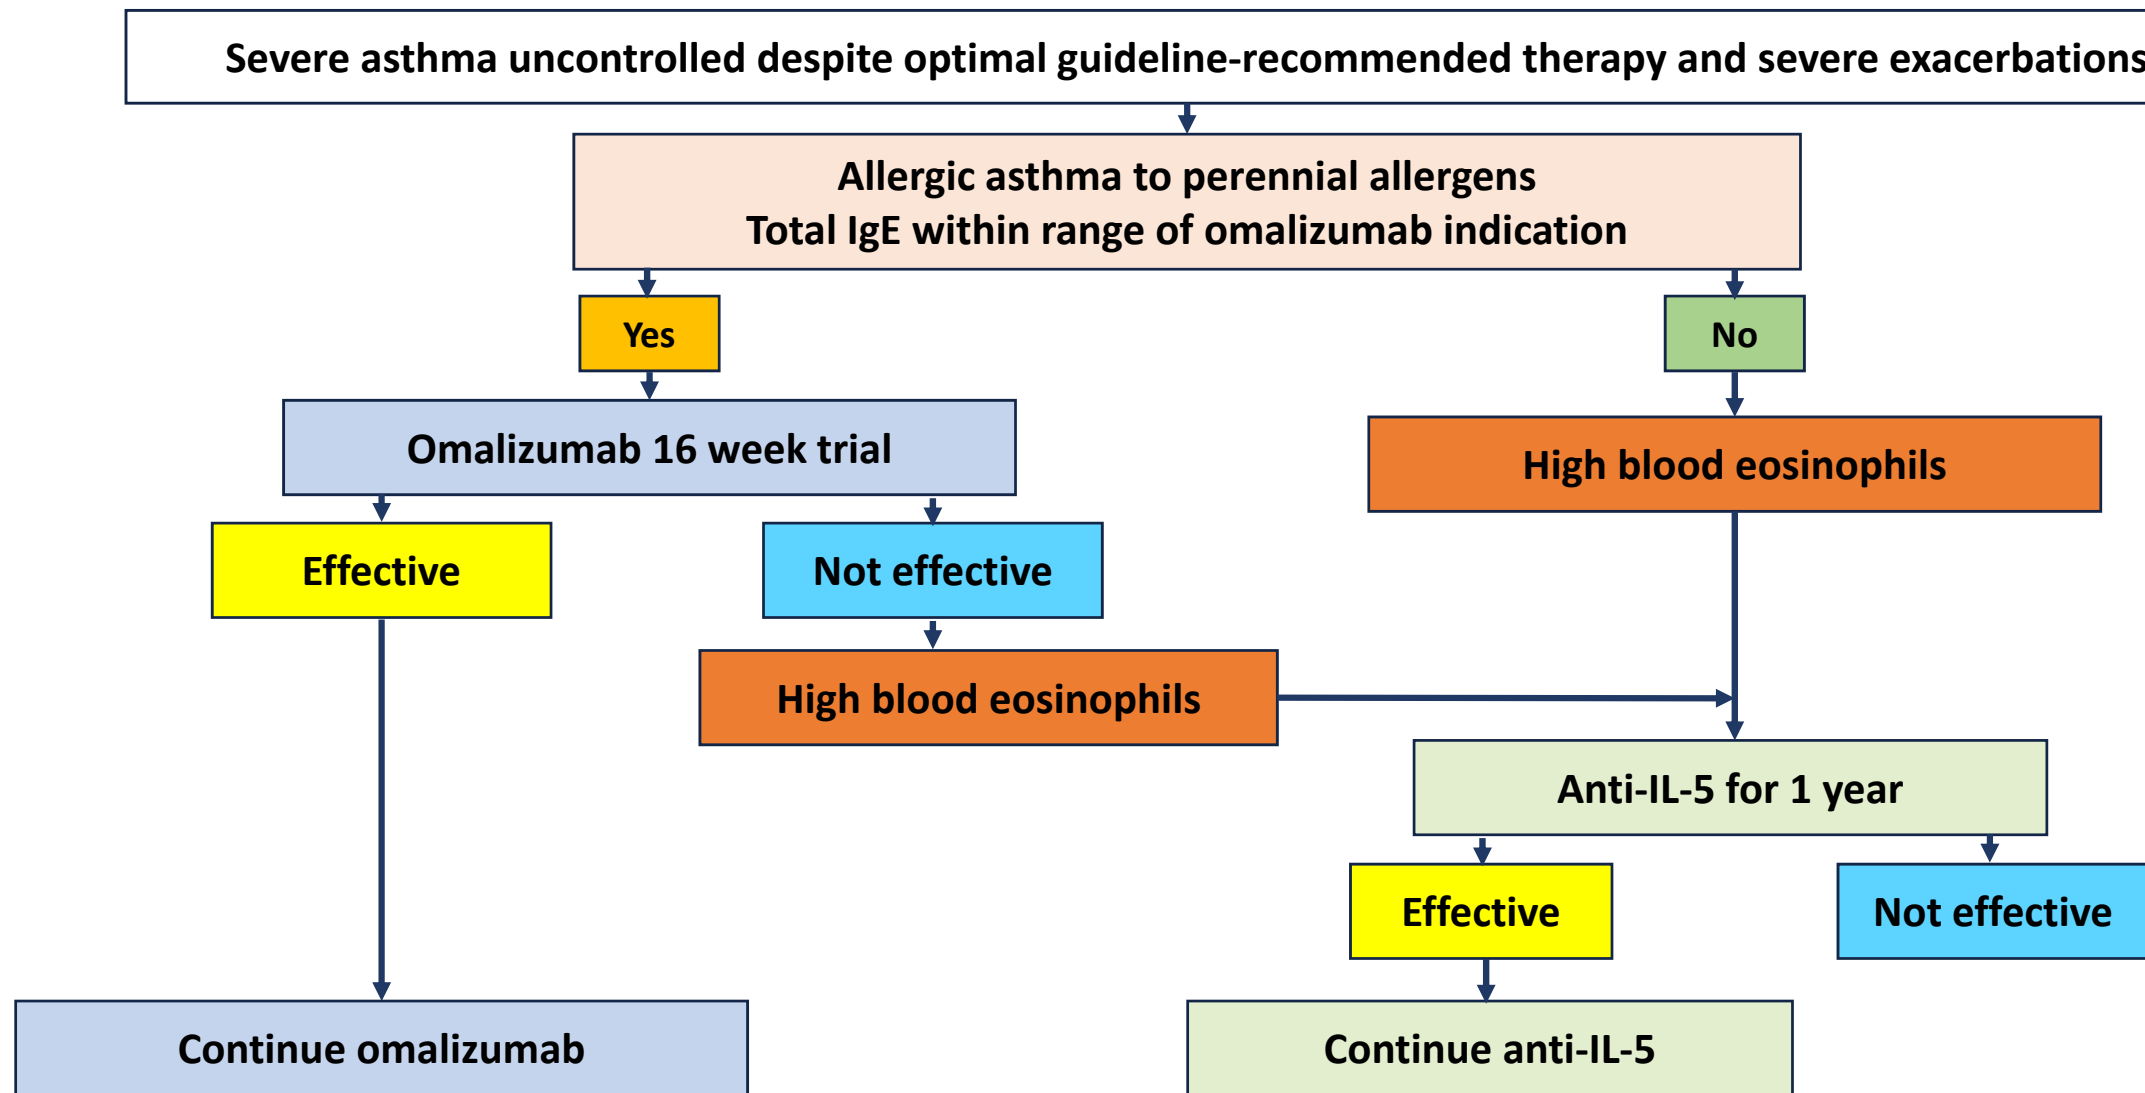 Severe asthma uncontrolled despite optimal guideline-recommended therapy and severe exacerbations
Allergic asthma to perennial allergens
Total IgE within range of omalizumab indication
Yes
No
Omalizumab 16 week trial
High blood eosinophils
Effective
Not effective
High blood eosinophils
Anti-IL-5 for 1 year
Effective
Not effective
Continue omalizumab
Continue anti-IL-5